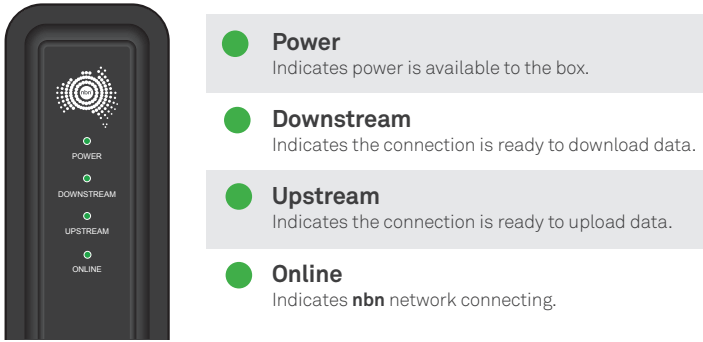 nbn
POWER
DOWNSTREAM
UPSTREAM
ONLINE
Power
Indicates power is available to the box.
Downstream
Indicates the connection is ready to download data.
Upstream
Indicates the connection is ready to upload data.
Online
Indicates nbn network connecting.